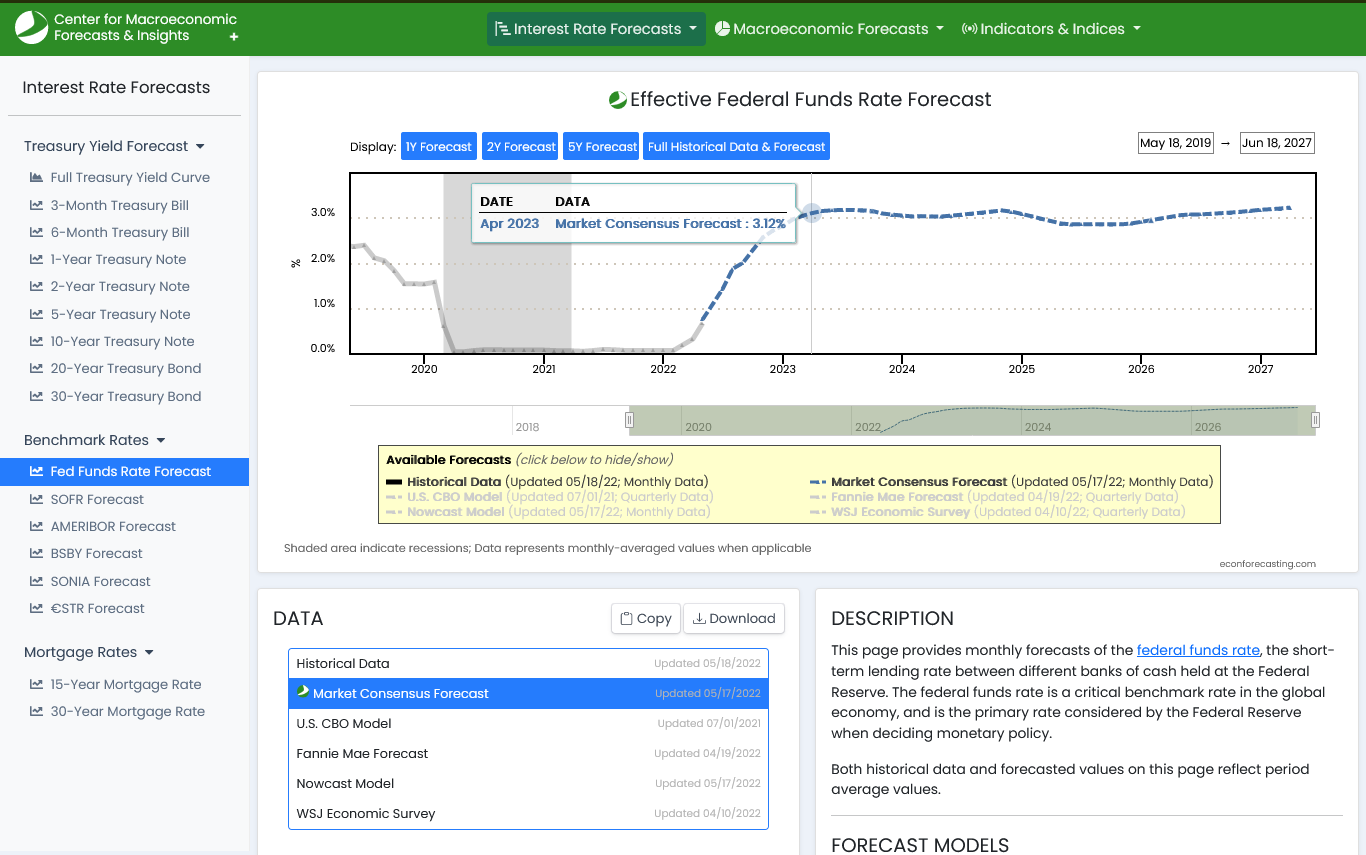 Center for Macroeconomic
Forecasts & Insights
+
Interest Rate Forecasts
Macroeconomic Forecasts
Indicators & Indices
Interest Rate Forecasts
Treasury Yield Forecast
Full Treasury Yield Curve
3-Month Treasury Bill
6-Month Treasury Bill
1-Year Treasury Note
2-Year Treasury Note
5-Year Treasury Note
10-Year Treasury Note
20-Year Treasury Bond
30-Year Treasury Bond
Benchmark Rates
Fed Funds Rate Forecast
SOFR Forecast
AMERIBOR Forecast
BSBY Forecast
SONIA Forecast
€STR Forecast
Mortgage Rates
15-Year Mortgage Rate
30-Year Mortgage Rate
Effective Federal Funds Rate Forecast
Display: 1Y Forecast 2Y Forecast 5Y Forecast Full Historical Data & Forecast
May 18, 2019 → Jun 18, 2027
DATE DATA
Apr 2023 Market Consensus Forecast : 3.12%
%
3.0%
2.0%
1.0%
0.0%
2020 2021 2022 2023 2024 2025 2026 2027
2018 2020 2022 2024 2026
Available Forecasts (click below to hide/show)
Historical Data (Updated 05/18/22; Monthly Data) Market Consensus Forecast (Updated 05/17/22; Monthly Data)
U.S. CBO Model (Updated 07/01/21; Quarterly Data) Fannie Mae Forecast (Updated 04/19/22; Quarterly Data)
Nowcast Model (Updated 05/17/22; Monthly Data) WSJ Economic Survey (Updated 04/10/22; Quarterly Data)
Shaded area indicate recessions; Data represents monthly-averaged values when applicable
econforecasting.com
DATA
Copy Download
Historical Data Updated 05/18/2022
Market Consensus Forecast Updated 05/17/2022
U.S. CBO Model Updated 07/01/2021
Fannie Mae Forecast Updated 04/19/2022
Nowcast Model Updated 05/17/2022
WSJ Economic Survey Updated 04/10/2022
DESCRIPTION
This page provides monthly forecasts of the federal funds rate, the short-
term lending rate between different banks of cash held at the Federal
Reserve. The federal funds rate is a critical benchmark rate in the global
economy, and is the primary rate considered by the Federal Reserve
when deciding monetary policy.
Both historical data and forecasted values on this page reflect period
average values.
FORECAST MODELS